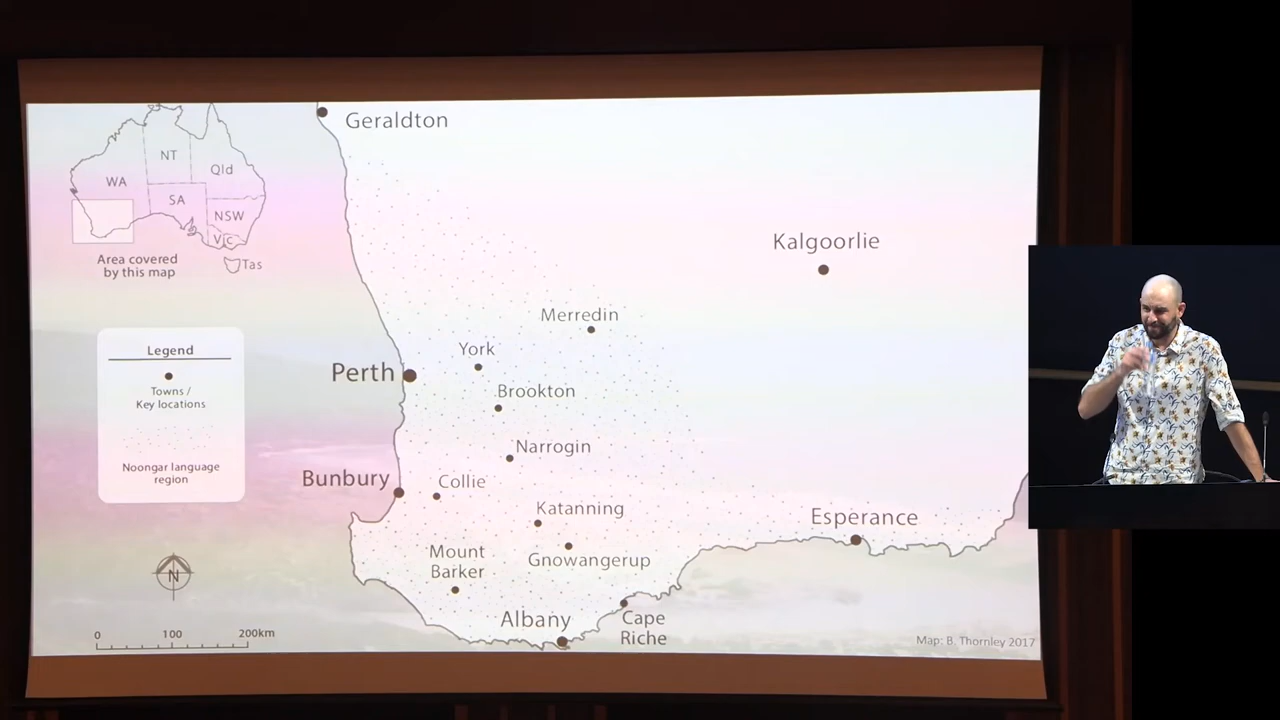 Geraldton
NT
Qld
WA
SA
NSW
Vic
Tas
Area covered
by this map
Kalgoorlie
Merredin
York
Perth
Brookton
Narrogin
Bunbury
Collie
Katanning
Esperance
Mount
Barker
Gnowangerup
Albany
Cape
Riche
Legend
Towns /
Key locations
Noongar language
region
N
0 100 200km
Map: B. Thornley 2017